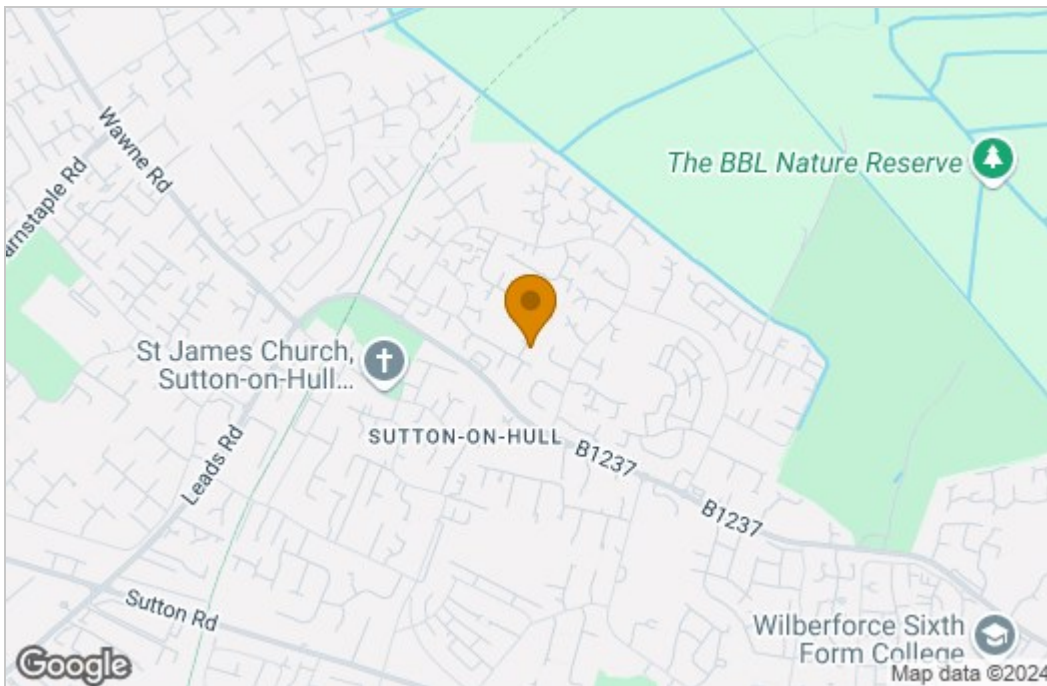 Wawne Rd
arnstaple Rd
The BBL Nature Reserve
St James Church,
Sutton-on-Hull...
SUTTON-ON-HULL
B1237
B1237
Leads Rd
Sutton Rd
Wilberforce Sixth
Form College
Google
Map data ©2024